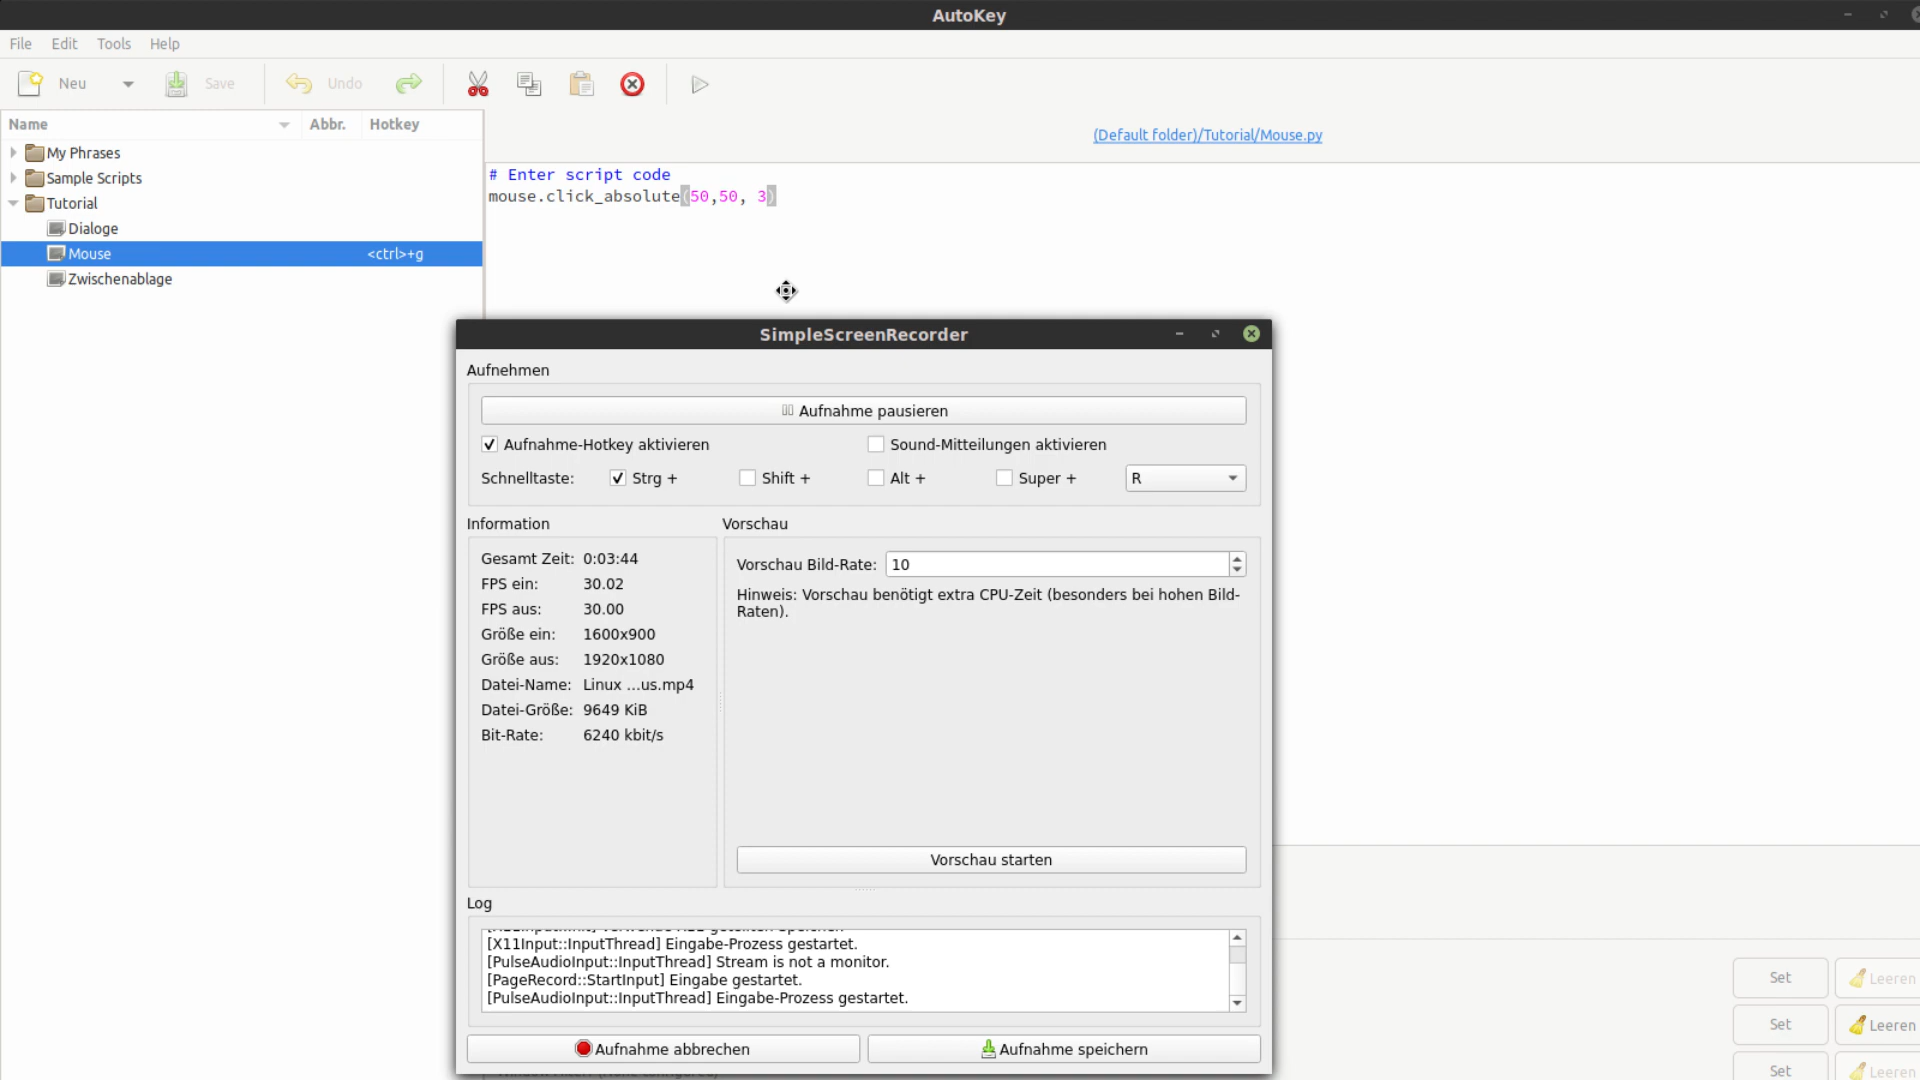 AutoKey
File Edit Tools Help
Neu Save Undo
Name Abbr. Hotkey
(Default folder)/Tutorial/Mouse.py
My Phrases
Sample Scripts
Tutorial
Dialoge
Mouse <ctrl>+g
Zwischenablage
# Enter script code
mouse.click_absolute(50,50, 3)
SimpleScreenRecorder
Aufnehmen
Aufnahme pausieren
Aufnahme-Hotkey aktivieren Sound-Mitteilungen aktivieren
Schnelltaste: Strg + Shift + Alt + Super + R
Information
Gesamt Zeit: 0:03:44
FPS ein: 30.02
FPS aus: 30.00
Größe ein: 1600x900
Größe aus: 1920x1080
Datei-Name: Linux ...us.mp4
Datei-Größe: 9649 KiB
Bit-Rate: 6240 kbit/s
Vorschau
Vorschau Bild-Rate: 10
Hinweis: Vorschau benötigt extra CPU-Zeit (besonders bei hohen Bild-
Raten).
Vorschau starten
Log
[X11Input::InputThread] Eingabe-Prozess gestartet.
[PulseAudioInput::InputThread] Stream is not a monitor.
[PageRecord::StartInput] Eingabe gestartet.
[PulseAudioInput::InputThread] Eingabe-Prozess gestartet.
Aufnahme abbrechen Aufnahme speichern
Set Leeren
Set Leeren
Set Leeren